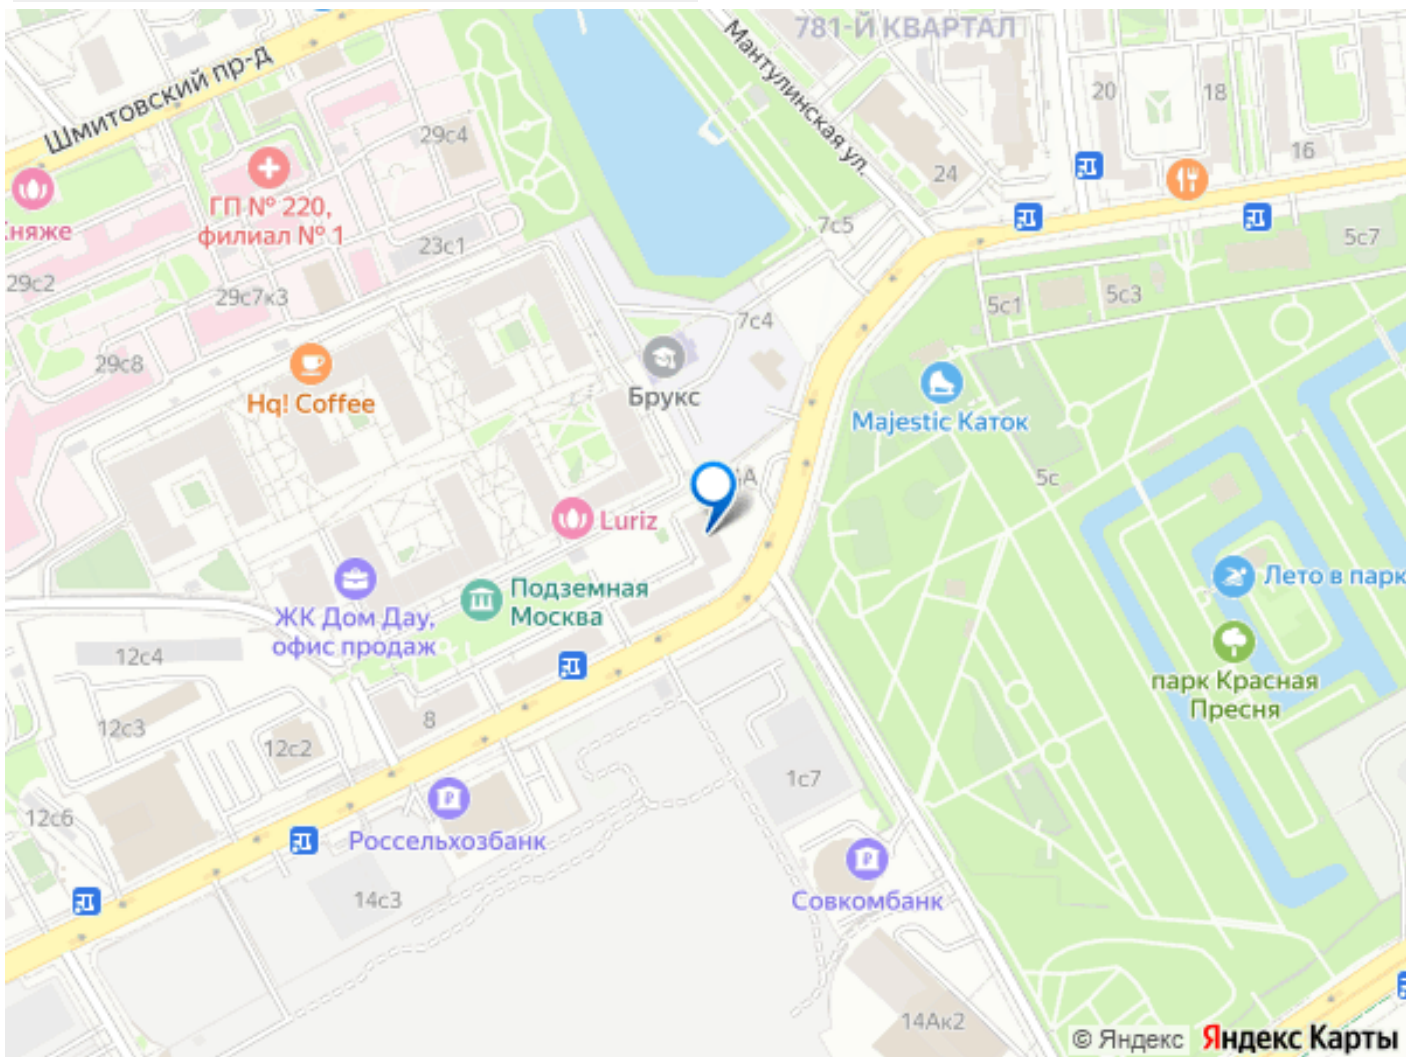 781-Й КВАРТАЛ
Шмитовский пр-д
Мантулинская ул.
20
18
16
29с4
24
ГП № 220,
филиал № 1
няже
7с5
23с1
5с7
29с2
29с7к3
5с1
5с3
7с4
29с8
Hq! Coffee
Брукс
Majestic Каток
5с
А
Luriz
Подземная
Москва
Лето в парк
ЖК Дом Дау,
офис продаж
12с4
парк Красная
Пресня
8
12с3
12с2
1с7
12с6
Россельхозбанк
14с3
Совкомбанк
14Ак2
© Яндекс Яндекс Карты